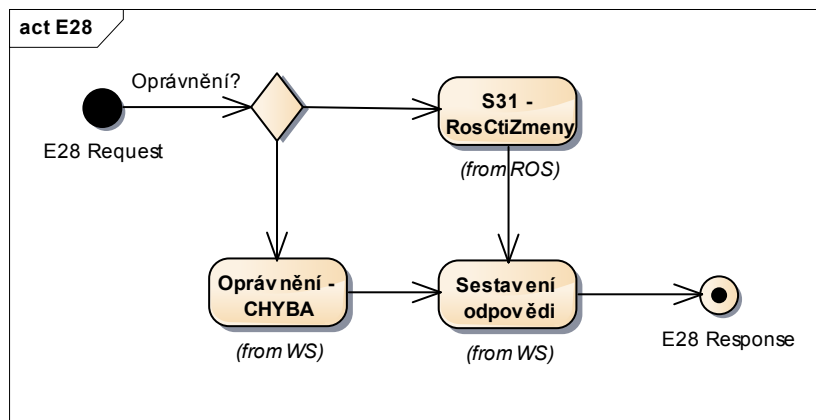 act E28
Oprávnění?
E28 Request
S31 -
RosCtiZmeny
(from ROS)
Oprávnění -
CHYBA
(from WS)
Sestavení
odpovědi
(from WS)
E28 Response